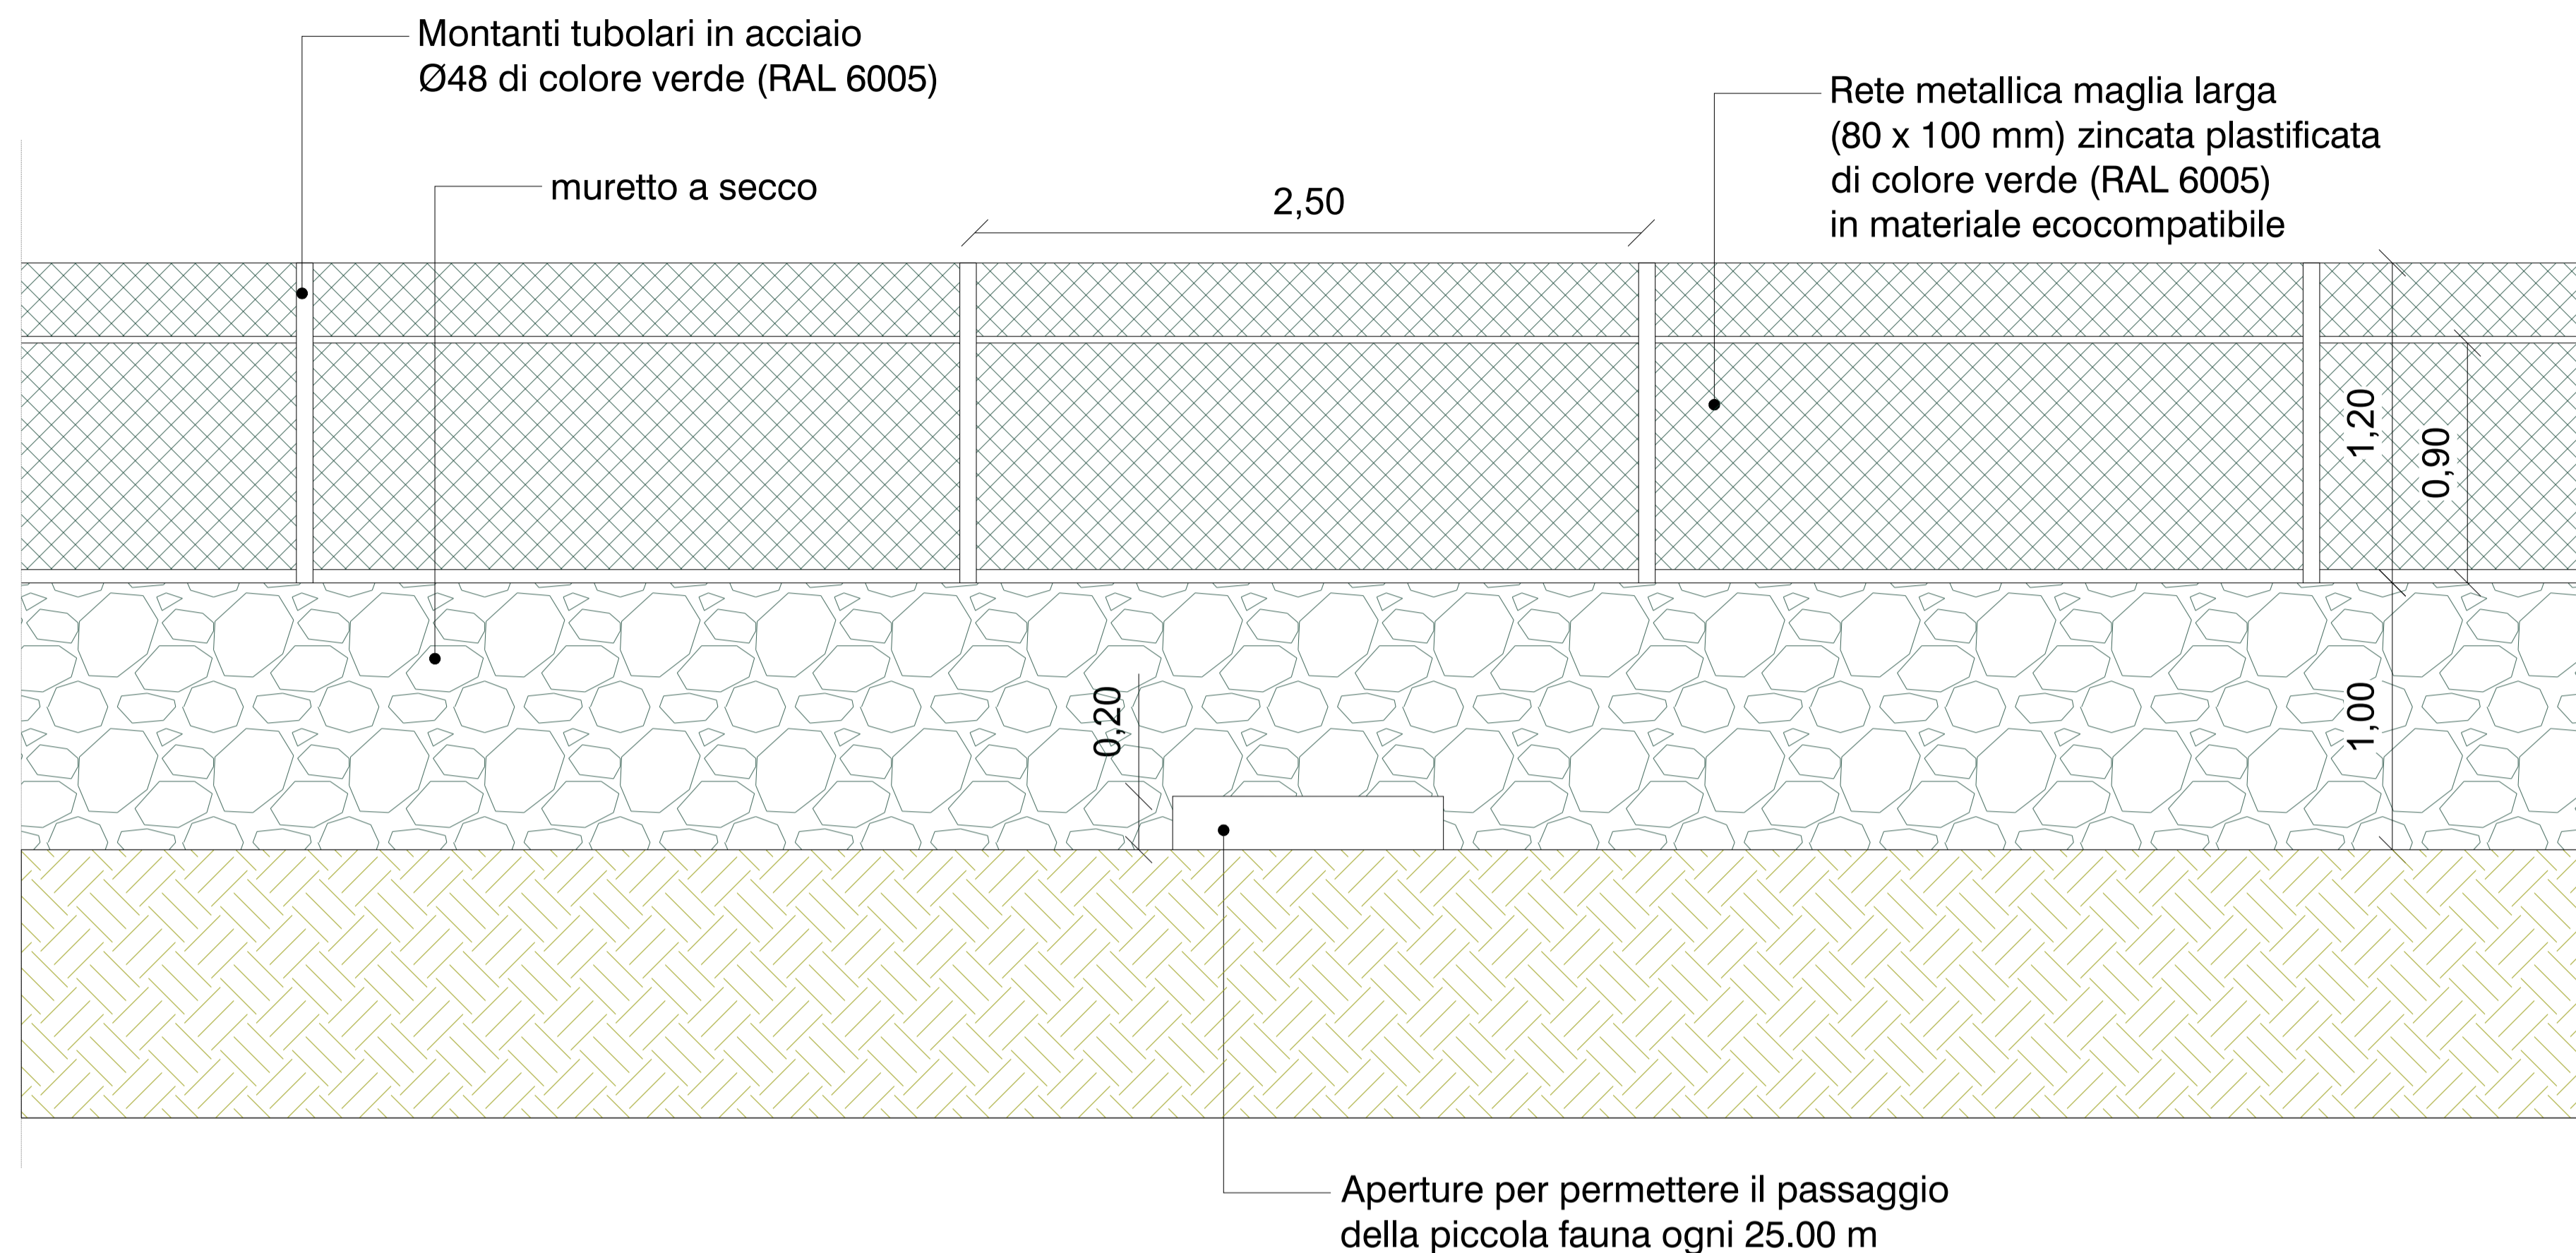 Montanti tubolari in acciaio
Ø48 di colore verde (RAL 6005)
Rete metallica maglia larga
(80 x 100 mm) zincata plastificata
di colore verde (RAL 6005)
in materiale ecocompatibile
muretto a secco
2,50
1,20
0,90
0,20
1,00
Aperture per permettere il passaggio
della piccola fauna ogni 25.00 m